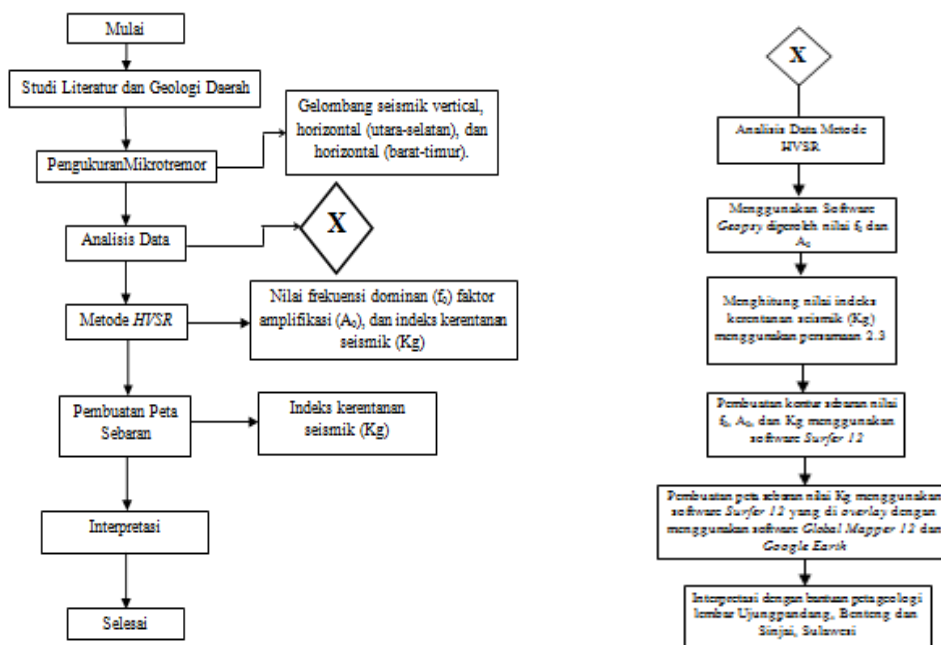 Mulai
Studi Literatur dan Geologi Daerah
Gelombang seismik vertical,
horizontal (utara-selatan), dan
horizontal (barat-timur).
PengukuranMikrotremor
Analisis Data
X
Metode HVSR
Nilai frekuensi dominan (f₀) faktor
amplifikasi (A₀), dan indeks kerentanan
seismik (Kg)
Pembuatan Peta
Sebaran
Indeks kerentanan
seismik (Kg)
Interpretasi
Selesai
X
Analisis Data Metode
HVSR
Menggunakan Software
Geopsy diperoleh nilai f₀ dan
A₀
Menghitung nilai indeks
kerentanan seismik (Kg)
menggunakan persamaan 2.3
Pembuatan kontur sebaran nilai
f₀, A₀, dan Kg menggunakan
software Surfer 12
Pembuatan peta sebaran nilai Kg menggunakan
software Surfer 12 yang di overlay dengan
menggunakan software Global Mapper 12 dan
Google Earth
Interpretasi dengan bantuan peta geologi
lembar Ujungpandang, Benteng dan
Sinjai, Sulawesi